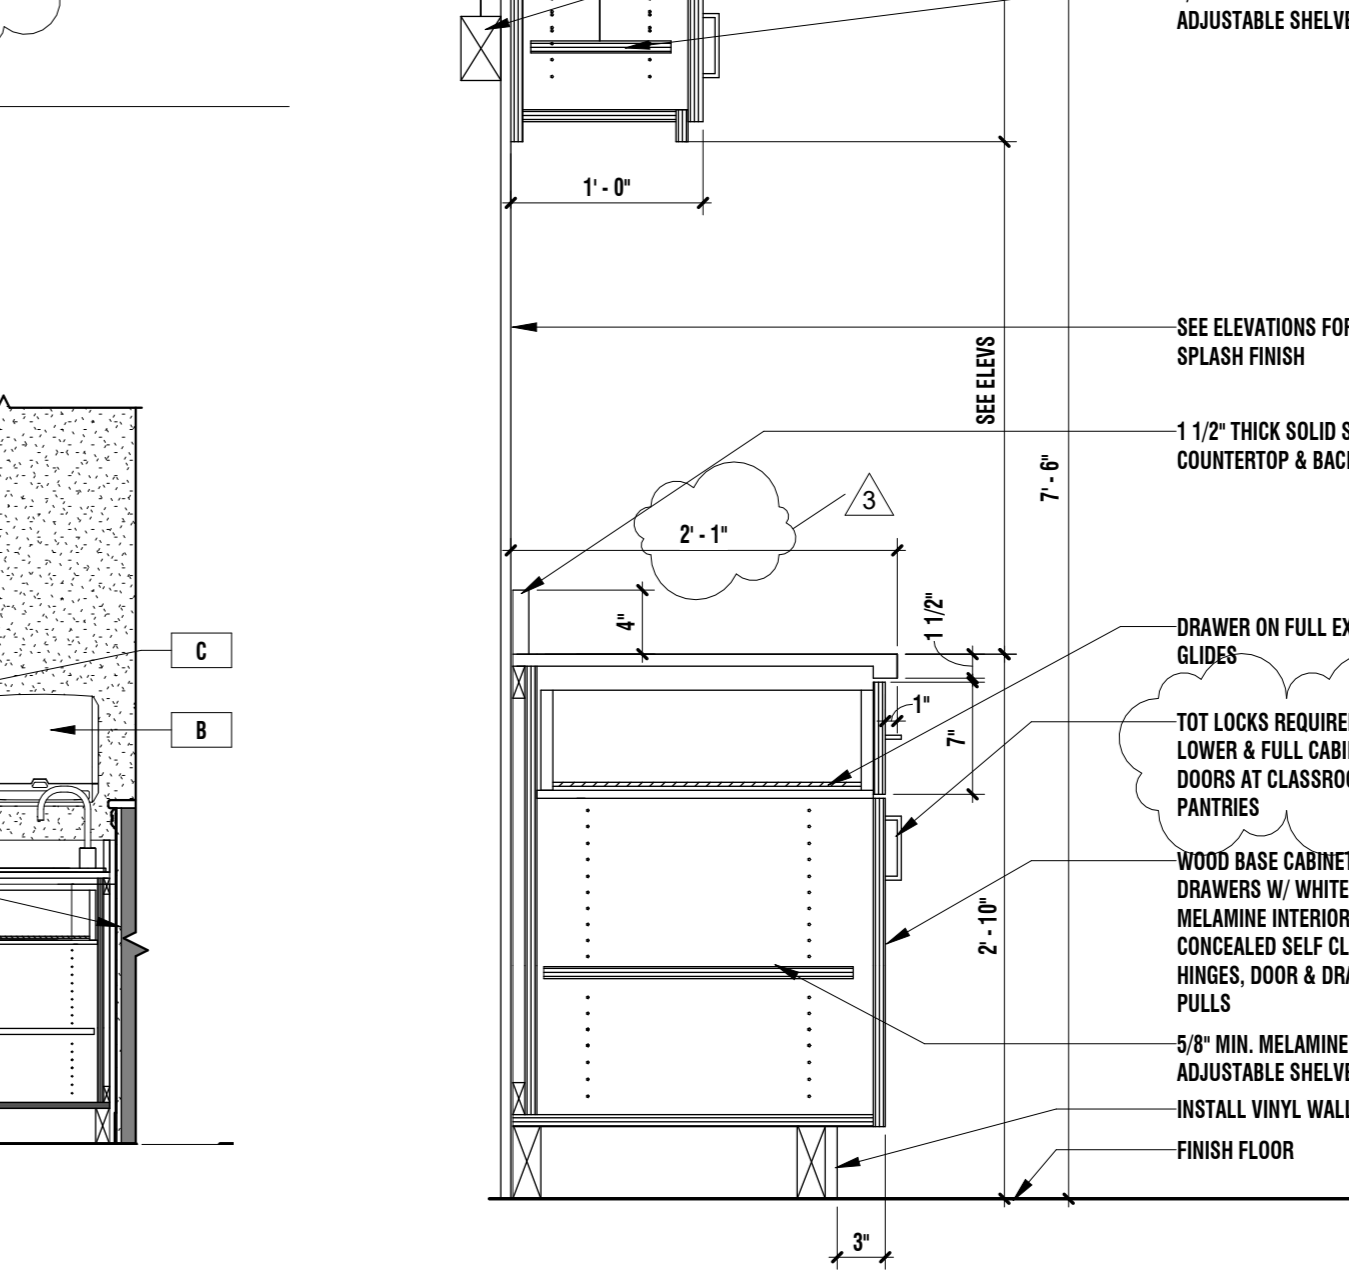 ADJUSTABLE SHELVE
1' - 0"
SEE ELEVATIONS FOR
SPLASH FINISH
SEE ELEVS
1 1/2" THICK SOLID S
COUNTERTOP & BACK
7' - 6"
3
2' - 1"
4"
1 1/2"
DRAWER ON FULL EX
GLIDES
C
B
1"
7"
TOT LOCKS REQUIRE
LOWER & FULL CABI
DOORS AT CLASSROO
PANTRIES
WOOD BASE CABINET
DRAWERS W/ WHITE
MELAMINE INTERIOR
CONCEALED SELF CL
HINGES, DOOR & DRA
PULLS
2' - 10"
5/8" MIN. MELAMINE
ADJUSTABLE SHELVE
INSTALL VINYL WALL
FINISH FLOOR
3"